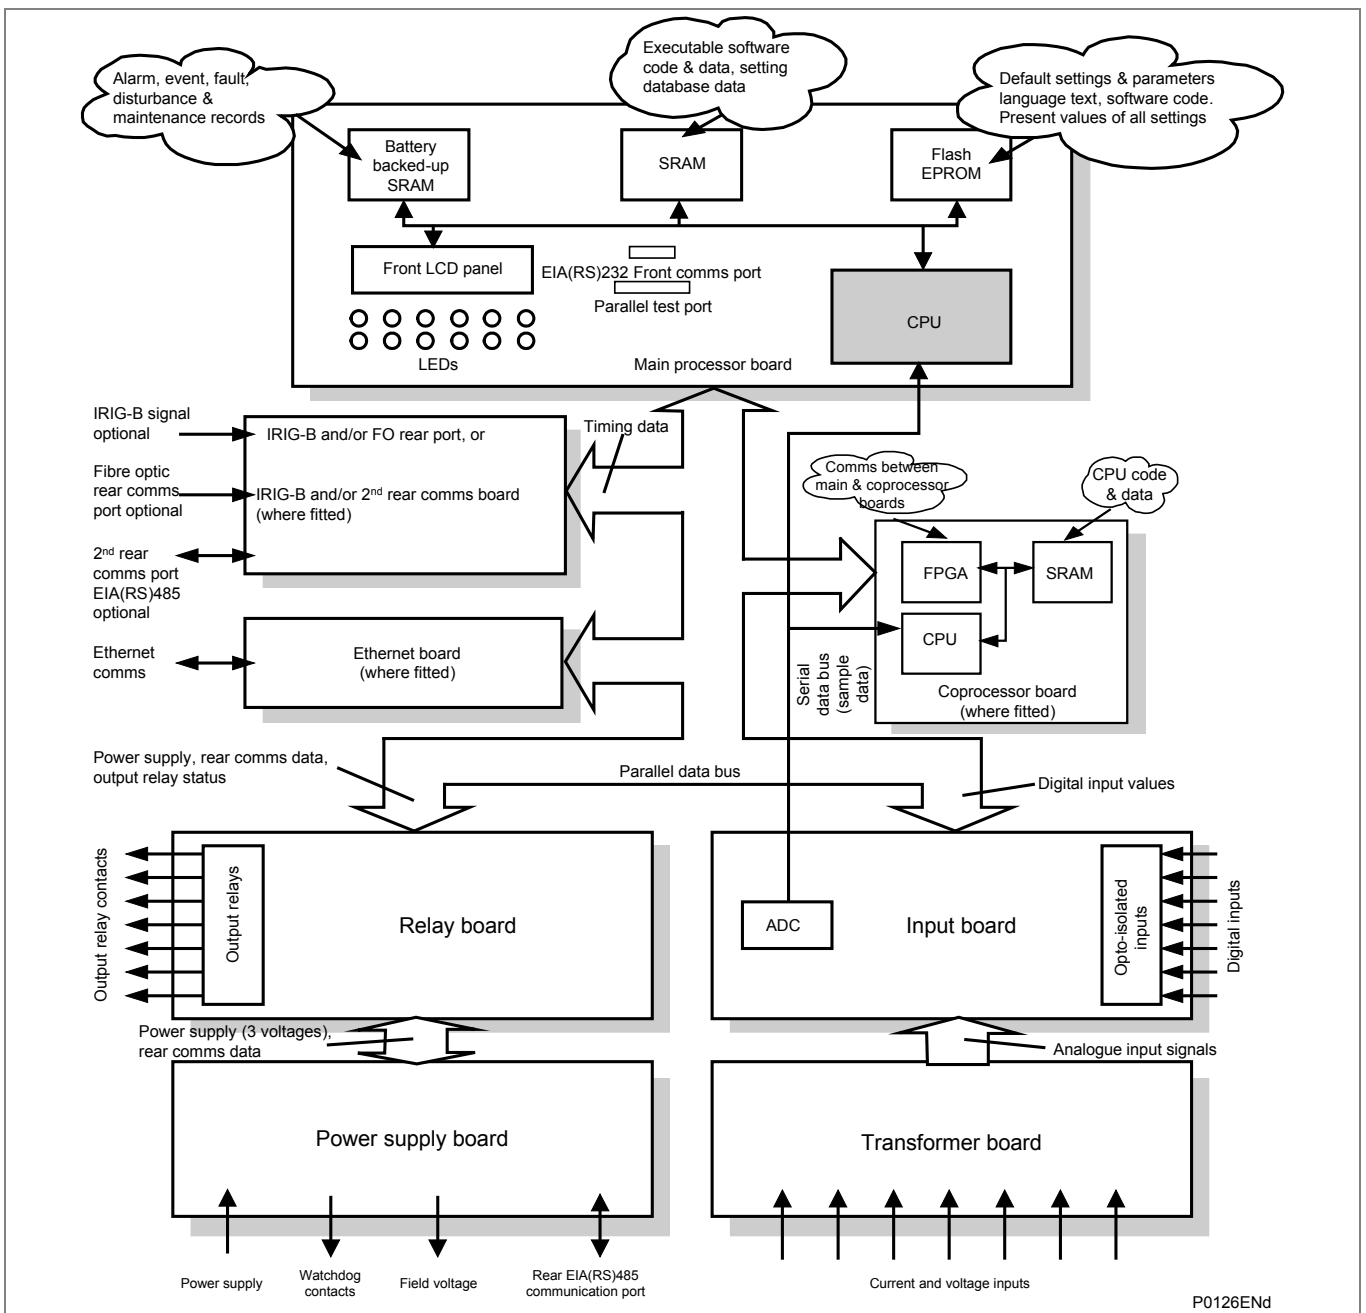 Executable software
code & data, setting
database data
Alarm, event, fault,
disturbance &
maintenance records
Default settings & parameters
language text, software code.
Present values of all settings
Battery
backed-up
SRAM
SRAM
Flash
EPROM
Front LCD panel
EIA(RS)232 Front comms port
Parallel test port
CPU
LEDs
Main processor board
IRIG-B signal
optional
IRIG-B and/or FO rear port, or
Timing data
Fibre optic
rear comms
port optional
IRIG-B and/or 2nd rear comms board
(where fitted)
2nd rear
comms port
EIA(RS)485
optional
Comms between
main & coprocessor
boards
CPU code
& data
FPGA
SRAM
CPU
Coprocessor board
(where fitted)
Ethernet
comms
Ethernet board
(where fitted)
Serial
data bus
(sample
data)
Power supply, rear comms data,
output relay status
Parallel data bus
Digital input values
Output relay contacts
Output relays
Relay board
ADC
Input board
Opto-isolated
inputs
Digital inputs
Power supply (3 voltages),
rear comms data
Analogue input signals
Power supply board
Transformer board
Power supply
Watchdog
contacts
Field voltage
Rear EIA(RS)485
communication port
Current and voltage inputs
P0126ENd